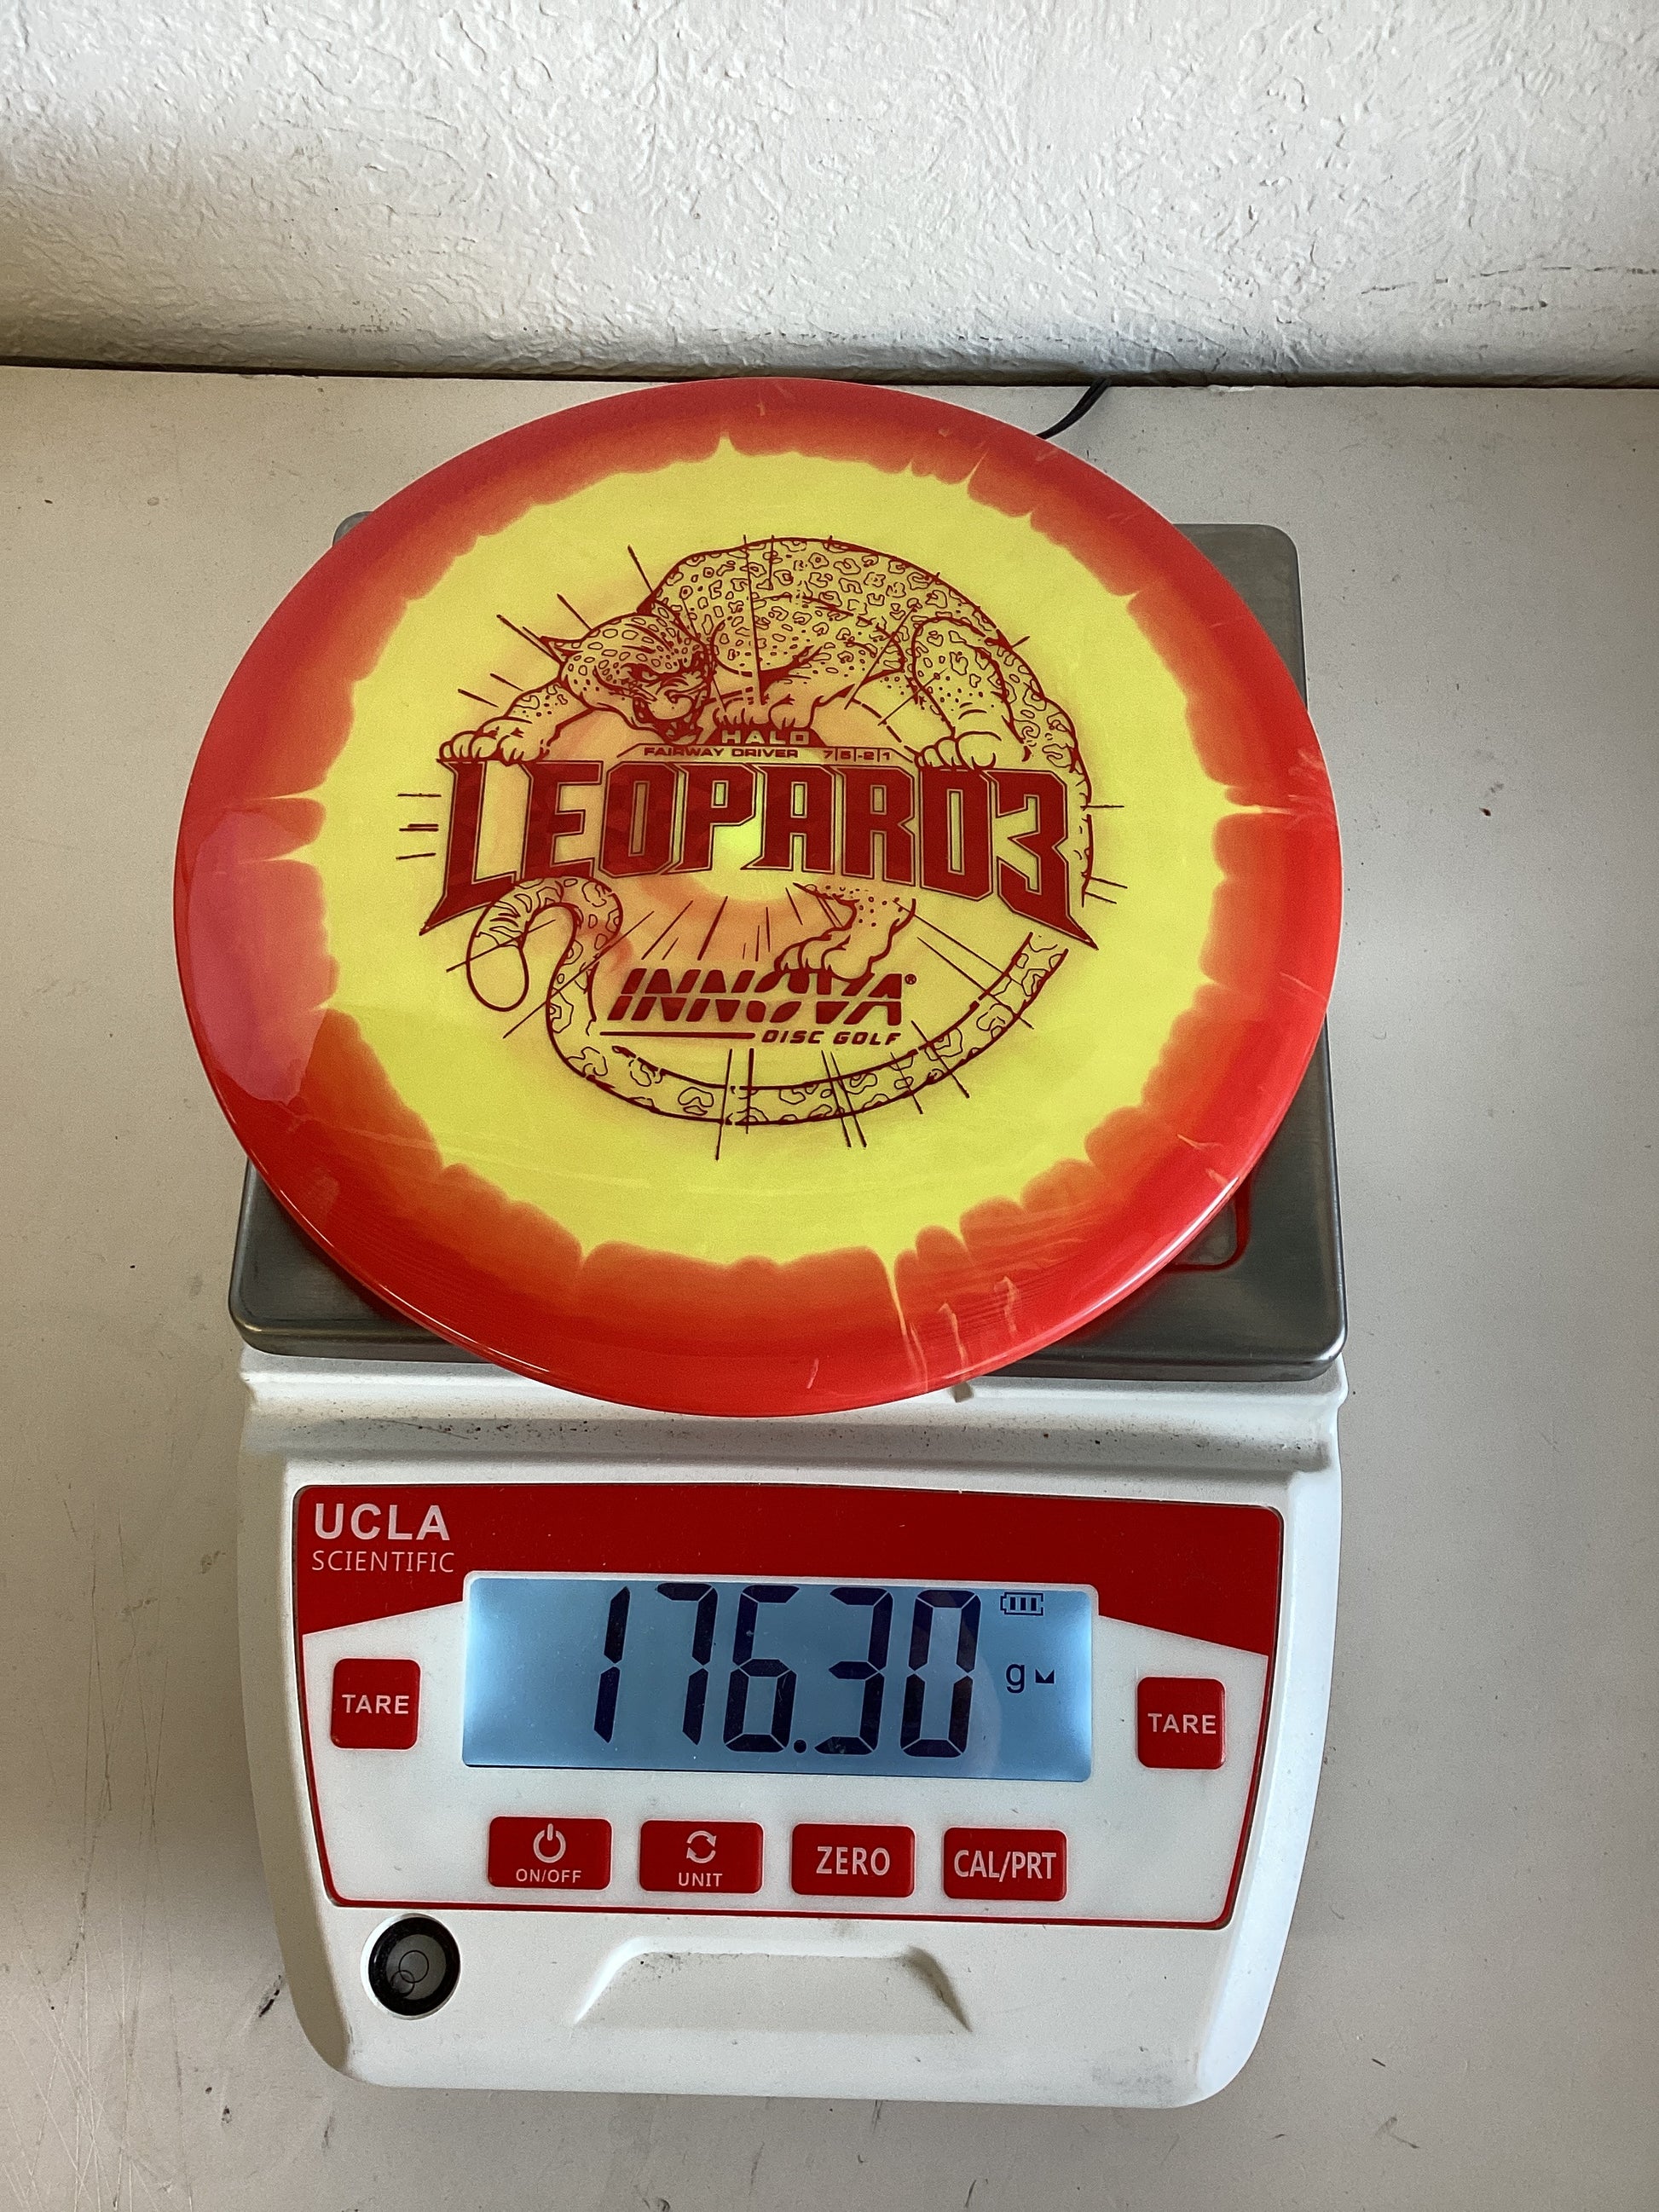 HALO
FAIRWAY DRIVER 7|5|-2|1
LEOPARD3
INNOVA®
DISC GOLF
UCLA
SCIENTIFIC
176.30 g
TARE
TARE
ON/OFF
UNIT
ZERO
CAL/PRT